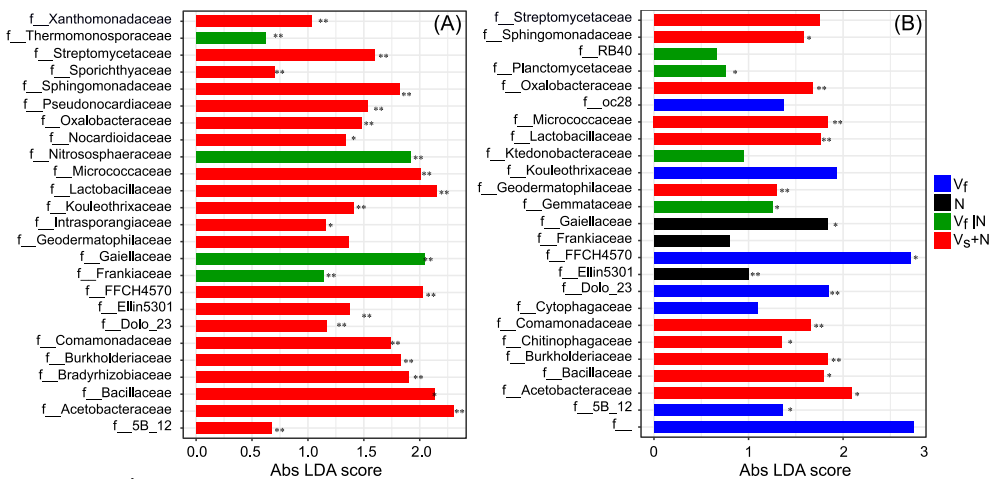 (A)
f__Xanthomonadaceae **
f__Thermomonosporaceae **
f__Streptomycetaceae **
f__Sporichthyaceae **
f__Sphingomonadaceae **
f__Pseudonocardiaceae **
f__Oxalobacteraceae **
f__Nocardioidaceae *
f__Nitrososphaeraceae **
f__Micrococcaceae **
f__Lactobacillaceae **
f__Kouleothrixaceae **
f__Intrasporangiaceae *
f__Geodermatophilaceae
f__Gaiellaceae **
f__Frankiaceae **
f__FFCH4570 **
f__Ellin5301 **
f__Dolo_23 **
f__Comamonadaceae **
f__Burkholderiaceae **
f__Bradyrhizobiaceae **
f__Bacillaceae *
f__Acetobacteraceae **
f__5B_12 **
0.0 0.5 1.0 1.5 2.0
Abs LDA score
(B)
f__Streptomycetaceae
f__Sphingomonadaceae *
f__RB40
f__Planctomycetaceae *
f__Oxalobacteraceae **
f__oc28
f__Micrococcaceae **
f__Lactobacillaceae **
f__Ktedonobacteraceae
f__Kouleothrixaceae
f__Geodermatophilaceae **
f__Gemmataceae *
f__Gaiellaceae *
f__Frankiaceae
f__FFCH4570 *
f__Ellin5301 **
f__Dolo_23 **
f__Cytophagaceae
f__Comamonadaceae **
f__Chitinophagaceae *
f__Burkholderiaceae **
f__Bacillaceae *
f__Acetobacteraceae *
f__5B_12 *
f__
0 1 2 3
Abs LDA score
Vf
N
Vf|N
Vs+N